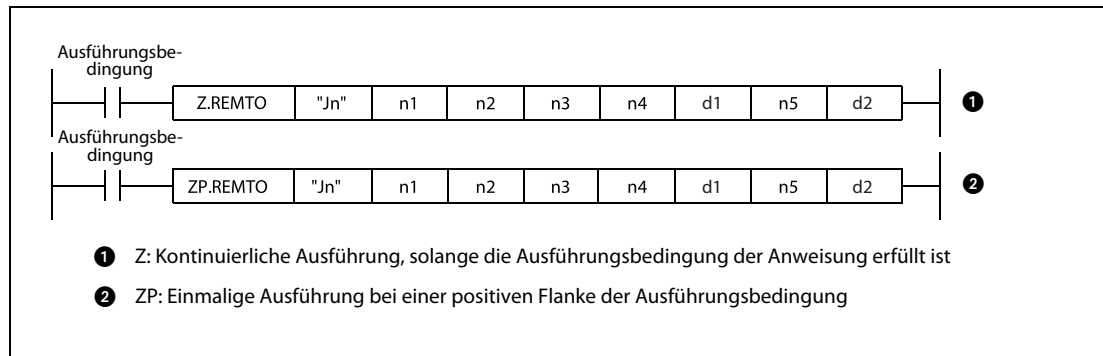 Ausführungsbe-
dingung
Z.REMTO "Jn" n1 n2 n3 n4 d1 n5 d2 ❶
Ausführungsbe-
dingung
ZP.REMTO "Jn" n1 n2 n3 n4 d1 n5 d2 ❷
❶ Z: Kontinuierliche Ausführung, solange die Ausführungsbedingung der Anweisung erfüllt ist
❷ ZP: Einmalige Ausführung bei einer positiven Flanke der Ausführungsbedingung